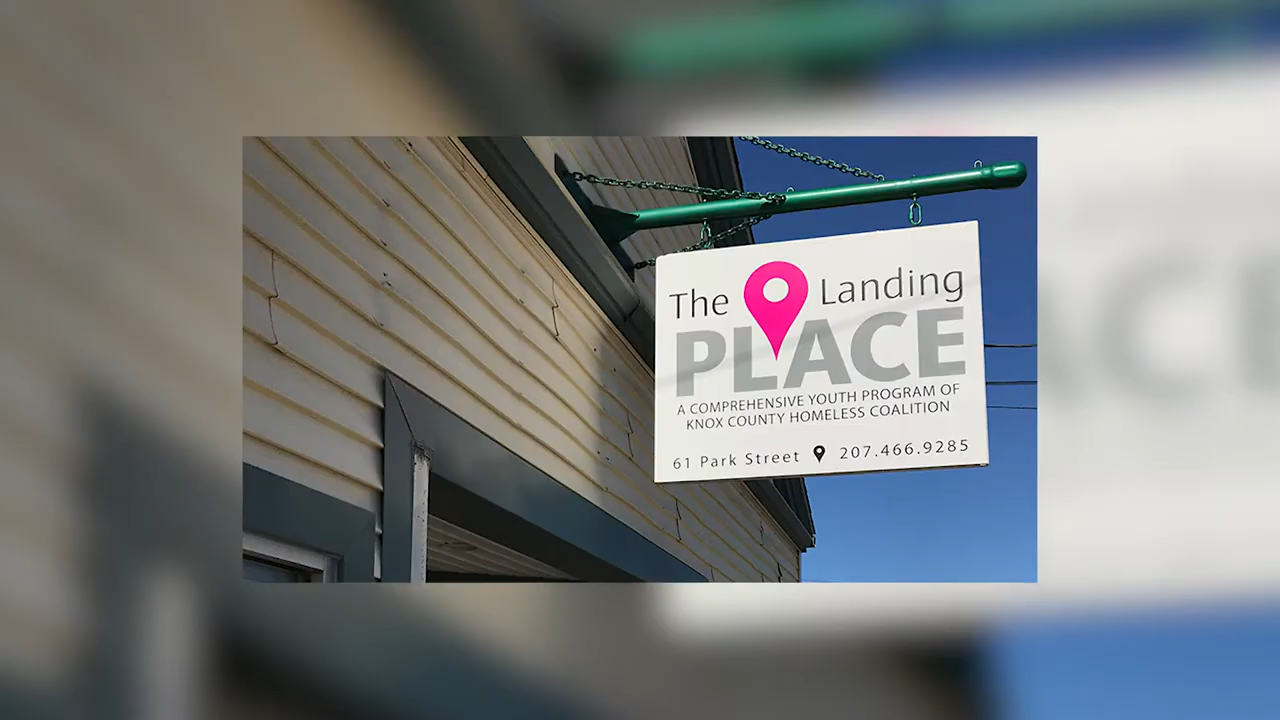 The Landing
PLACE
A COMPREHENSIVE YOUTH PROGRAM OF
KNOX COUNTY HOMELESS COALITION
61 Park Street 207.466.9285